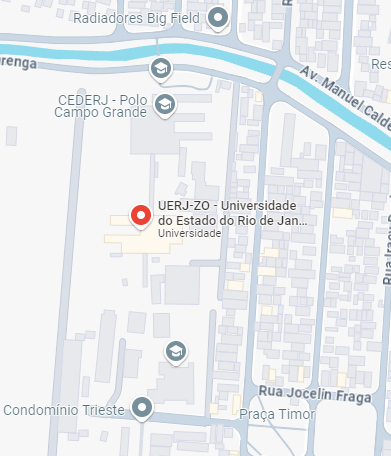 Radiadores Big Field
Av. Manuel Calde
Res
CEDERJ - Polo
Campo Grande
UERJ-ZO - Universidade
do Estado do Rio de Jan...
Universidade
Rua Jocelin Fraga
Condomínio Trieste
Praça Timor